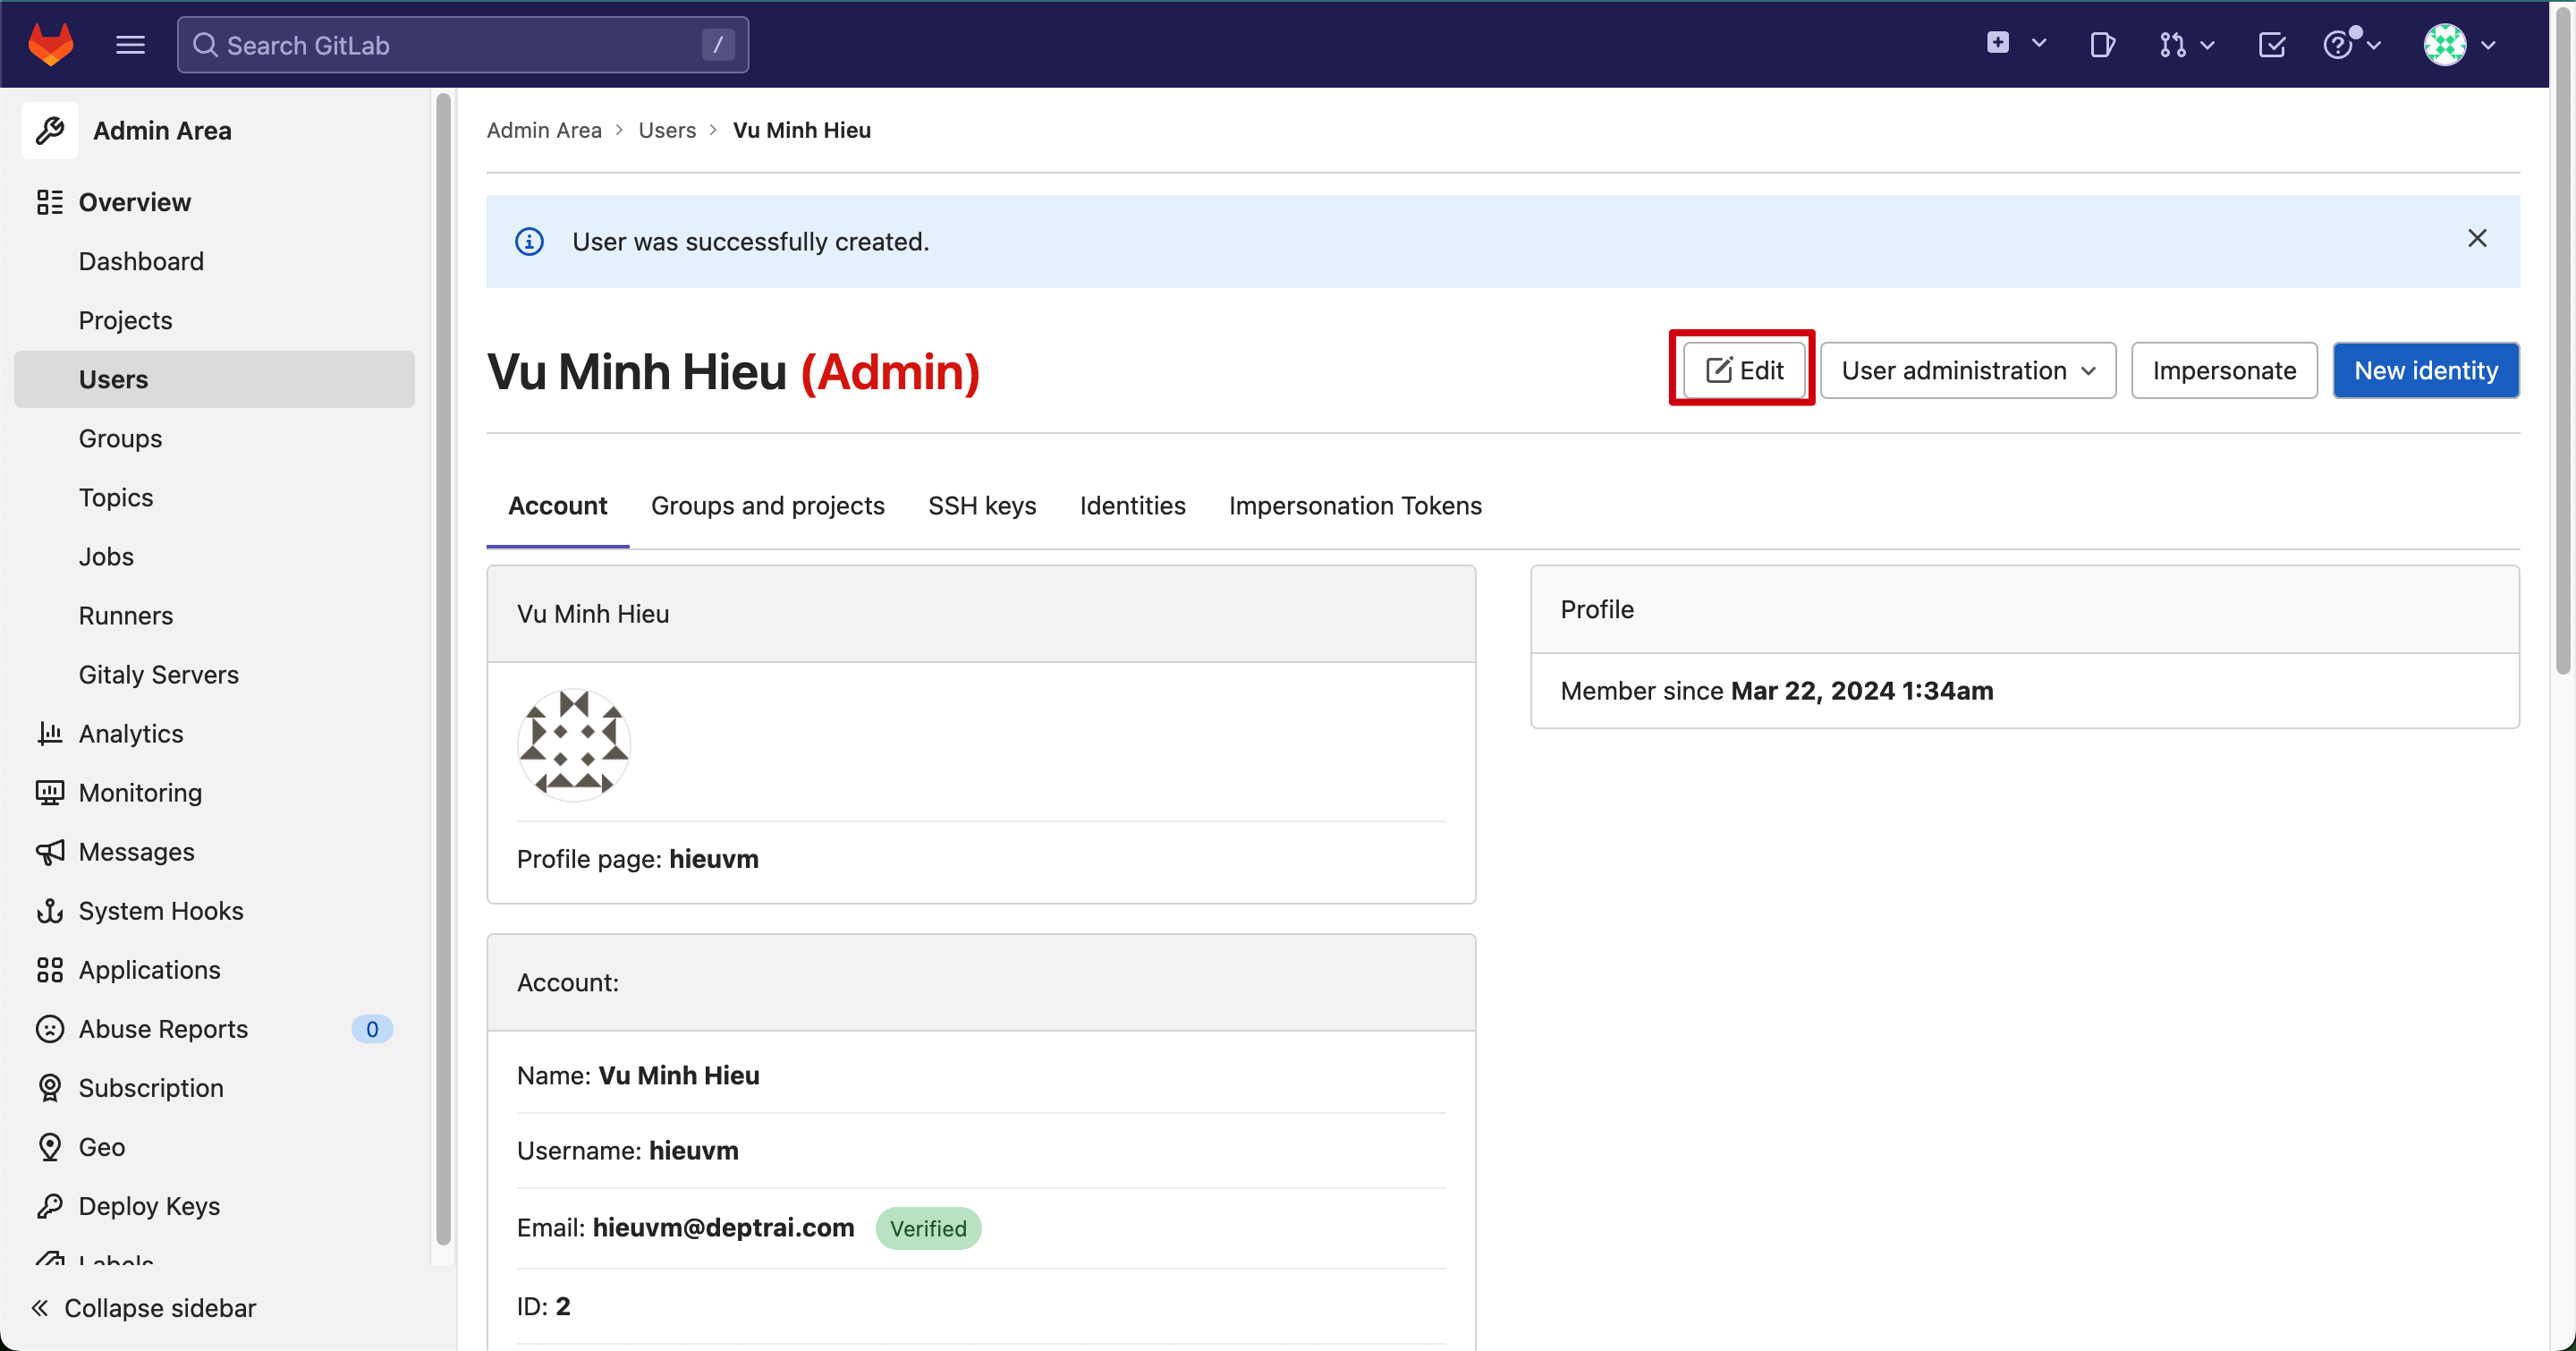 Search GitLab /
Admin Area
Overview
Dashboard
Projects
Users
Groups
Topics
Jobs
Runners
Gitaly Servers
Analytics
Monitoring
Messages
System Hooks
Applications
Abuse Reports 0
Subscription
Geo
Deploy Keys
Labels
Collapse sidebar
Admin Area > Users > Vu Minh Hieu
User was successfully created.
Vu Minh Hieu (Admin)
Edit User administration Impersonate New identity
Account Groups and projects SSH keys Identities Impersonation Tokens
Vu Minh Hieu
Profile page: hieuvm
Profile
Member since Mar 22, 2024 1:34am
Account:
Name: Vu Minh Hieu
Username: hieuvm
Email: hieuvm@deptrai.com Verified
ID: 2